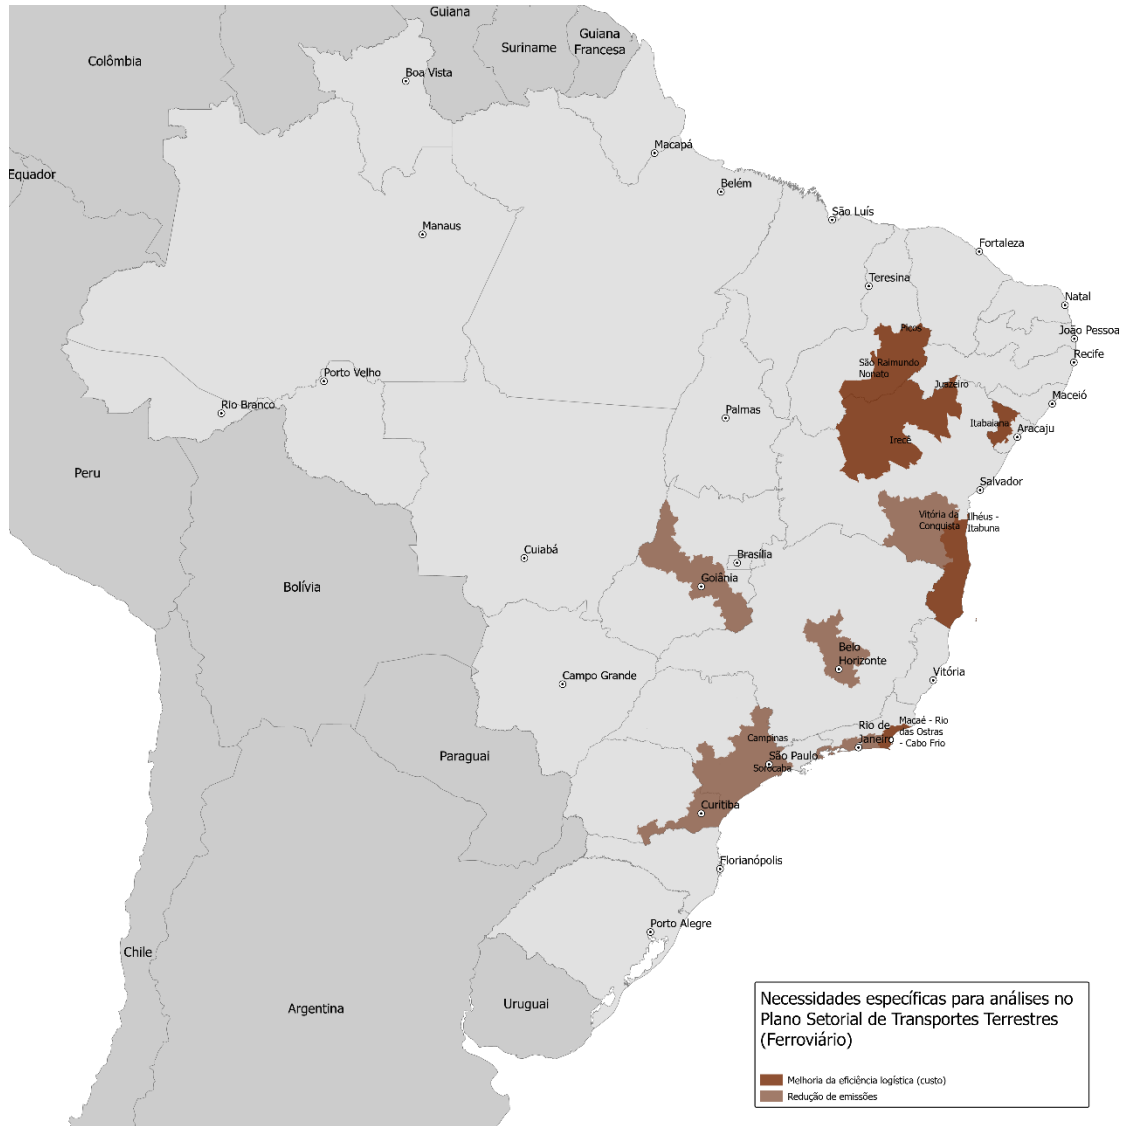 Guiana
Suriname
Guiana
Francesa
Colômbia
Boa Vista
Macapá
Equador
Belém
São Luís
Manaus
Fortaleza
Teresina
Natal
Picos
João Pessoa
Recife
São Raimundo
Nonato
Porto Velho
Juazeiro
Maceió
Rio Branco
Palmas
Itabaiana
Aracaju
Irecê
Peru
Salvador
Vitória da
Conquista
Ilhéus -
Itabuna
Cuiabá
Brasília
Goiânia
Bolívia
Belo
Horizonte
Campo Grande
Vitória
Rio de
Janeiro
Macaé - Rio
das Ostras
- Cabo Frio
Campinas
São Paulo
Sorocaba
Paraguai
Curitiba
Florianópolis
Porto Alegre
Chile
Argentina
Uruguai
Necessidades específicas para análises no
Plano Setorial de Transportes Terrestres
(Ferroviário)
Melhoria da eficiência logística (custo)
Redução de emissões